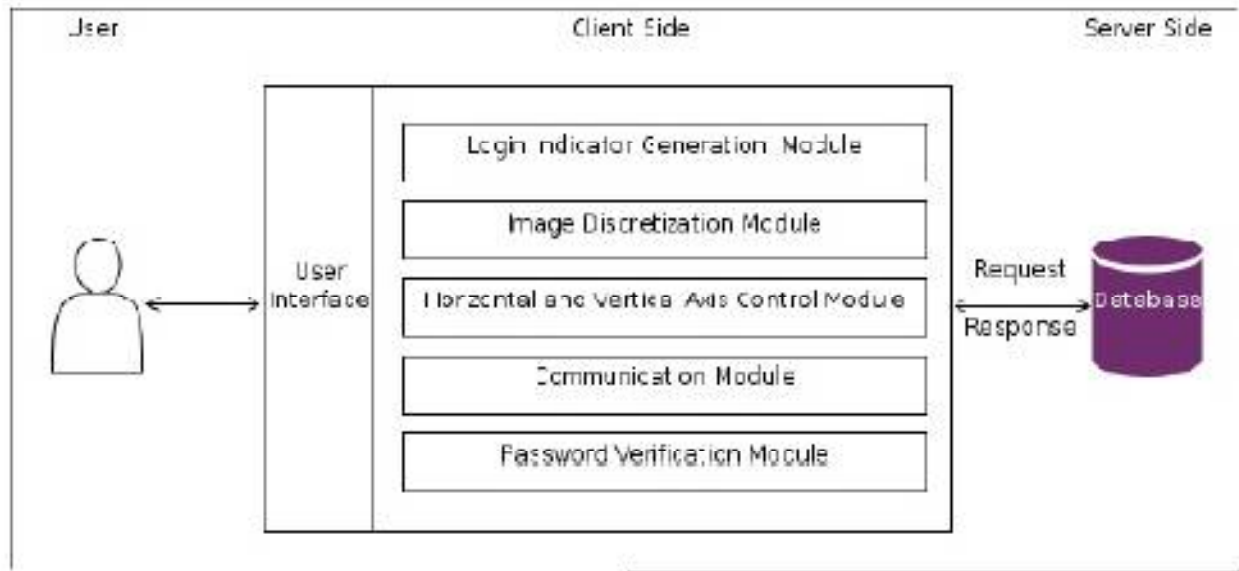 User
Client Side
Server Side
Login Indicator Generation Module
Image Discretization Module
User
Interface
Horizontal and Vertical Axis Control Module
Request
Response
Database
Communication Module
Password Verification Module